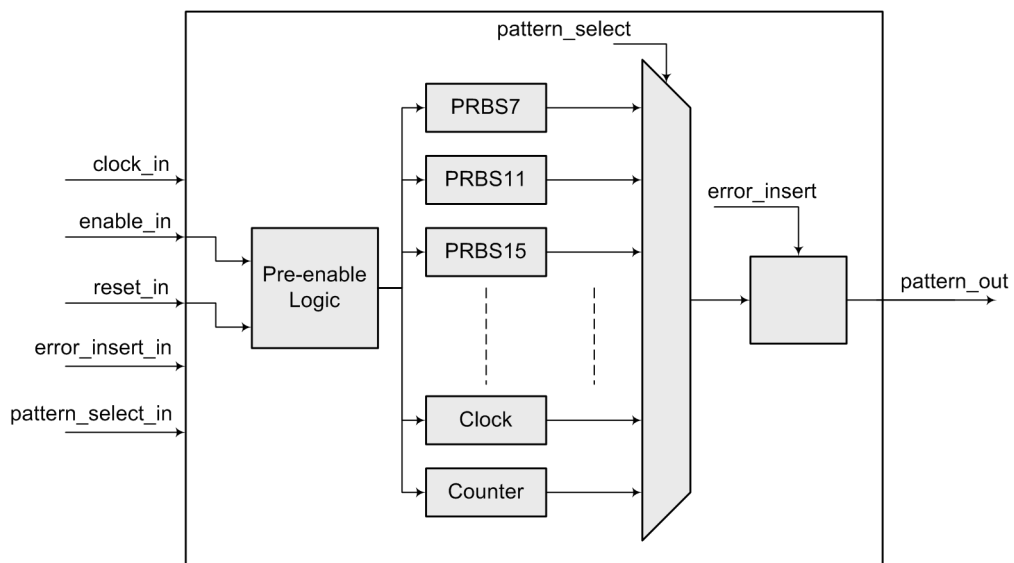 pattern_select
PRBS7
clock_in
PRBS11
error_insert
enable_in
PRBS15
Pre-enable
Logic
pattern_out
reset_in
error_insert_in
pattern_select_in
Clock
Counter